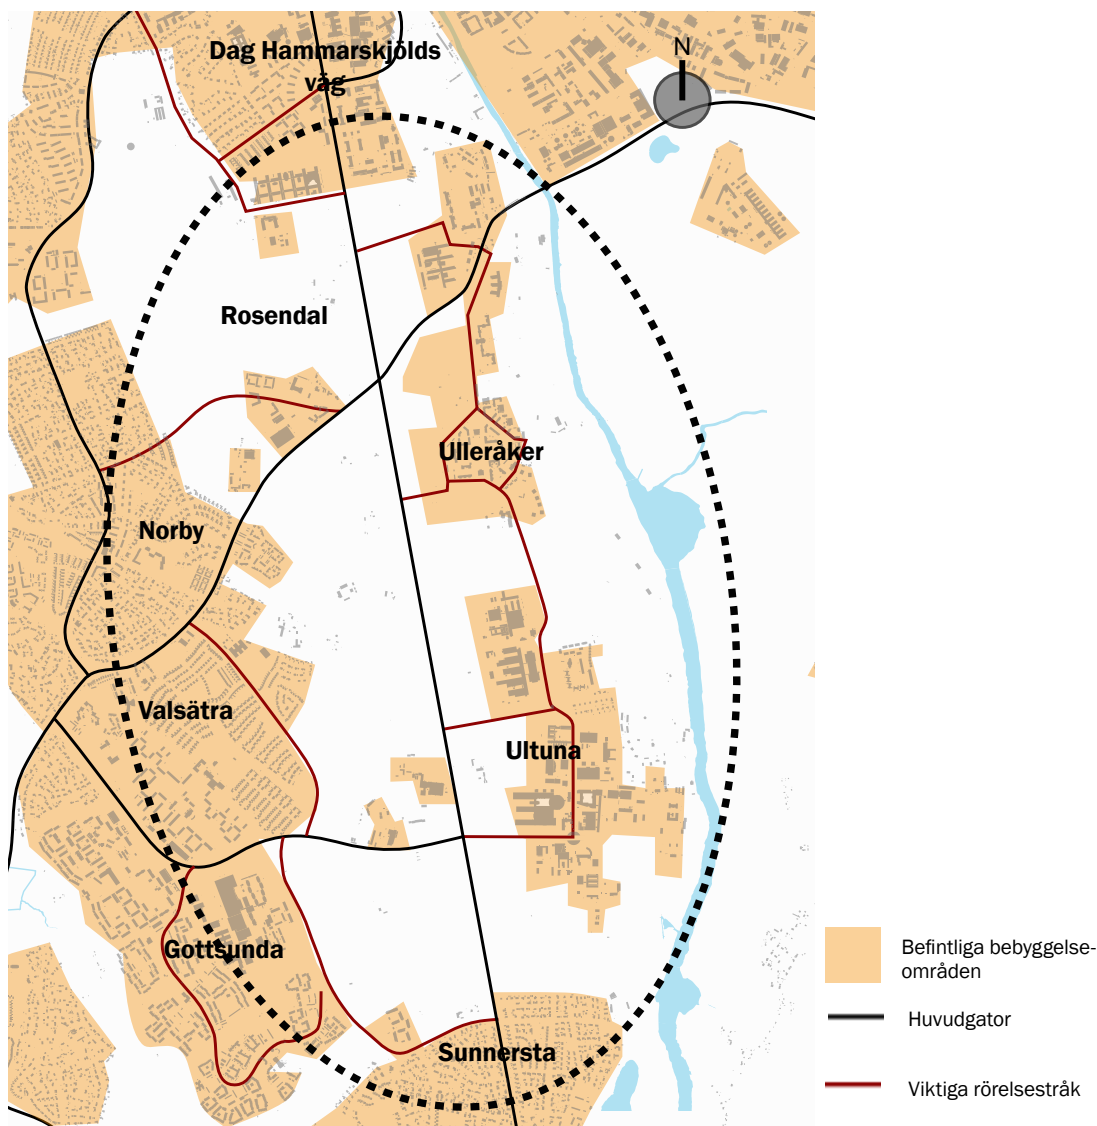 N
Dag Hammarskjölds
väg
Rosendal
Ulleråker
Norby
Valsätra
Ultuna
Gottsunda
Sunnersta
Befintliga bebyggelse-
områden
Huvudgator
Viktiga rörelsestråk